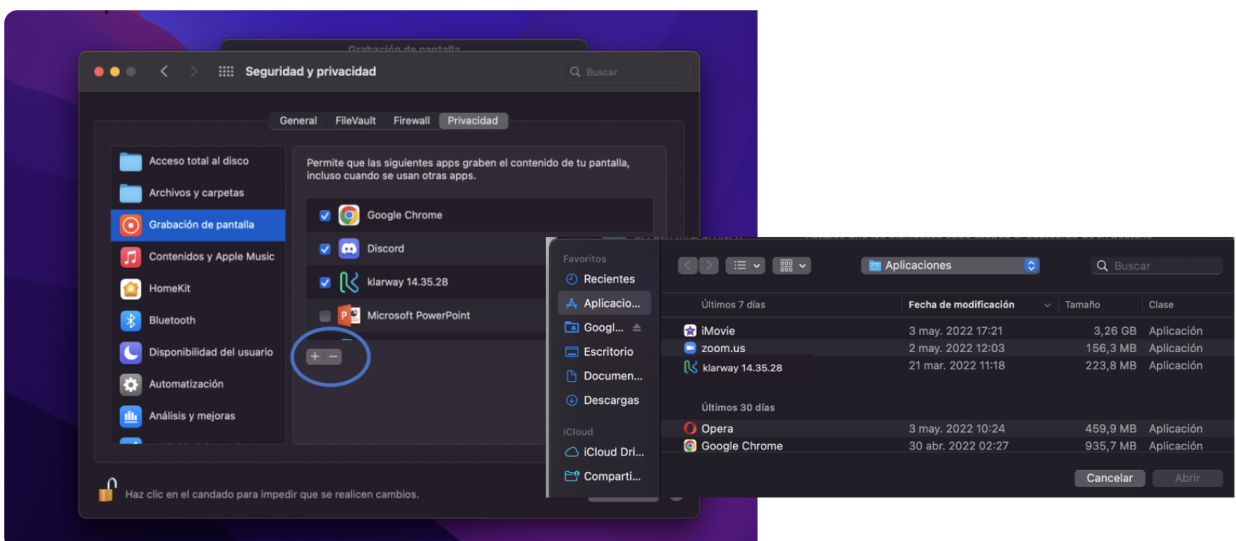 Grabación de pantalla
Seguridad y privacidad
Buscar
General
FileVault
Firewall
Privacidad
Acceso total al disco
Archivos y carpetas
Grabación de pantalla
Contenidos y Apple Music
HomeKit
Bluetooth
Disponibilidad del usuario
Automatización
Análisis y mejoras
Permite que las siguientes apps graben el contenido de tu pantalla,
incluso cuando se usan otras apps.
Google Chrome
Discord
klarway 14.35.28
Microsoft PowerPoint
+ −
Haz clic en el candado para impedir que se realicen cambios.
Favoritos
Recientes
Aplicacio...
Googl...
Escritorio
Documen...
Descargas
iCloud
iCloud Dri...
Comparti...
Aplicaciones
Buscar
Últimos 7 días Fecha de modificación Tamaño Clase
iMovie 3 may. 2022 17:21 3,26 GB Aplicación
zoom.us 2 may. 2022 12:03 156,3 MB Aplicación
klarway 14.35.28 21 mar. 2022 11:18 223,8 MB Aplicación
Últimos 30 días
Opera 3 may. 2022 10:24 459,9 MB Aplicación
Google Chrome 30 abr. 2022 02:27 935,7 MB Aplicación
Cancelar
Abrir